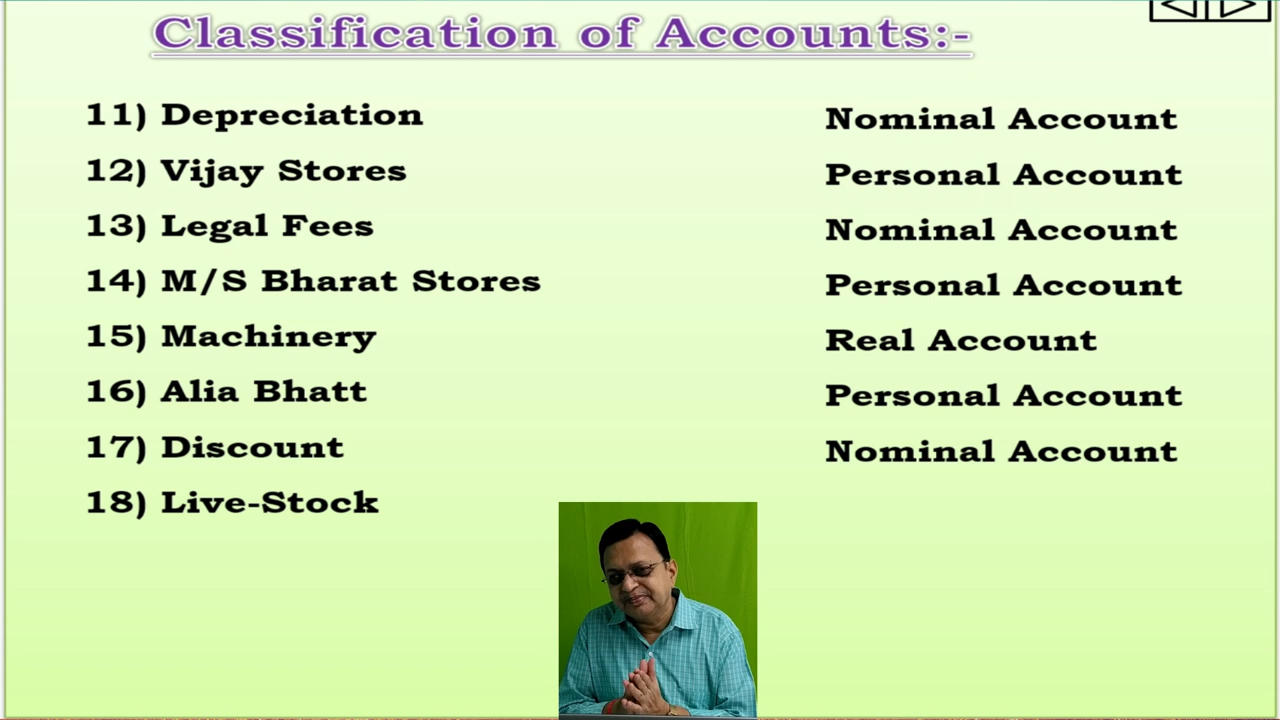 Classification of Accounts:-
11) Depreciation Nominal Account
12) Vijay Stores Personal Account
13) Legal Fees Nominal Account
14) M/S Bharat Stores Personal Account
15) Machinery Real Account
16) Alia Bhatt Personal Account
17) Discount Nominal Account
18) Live-Stock